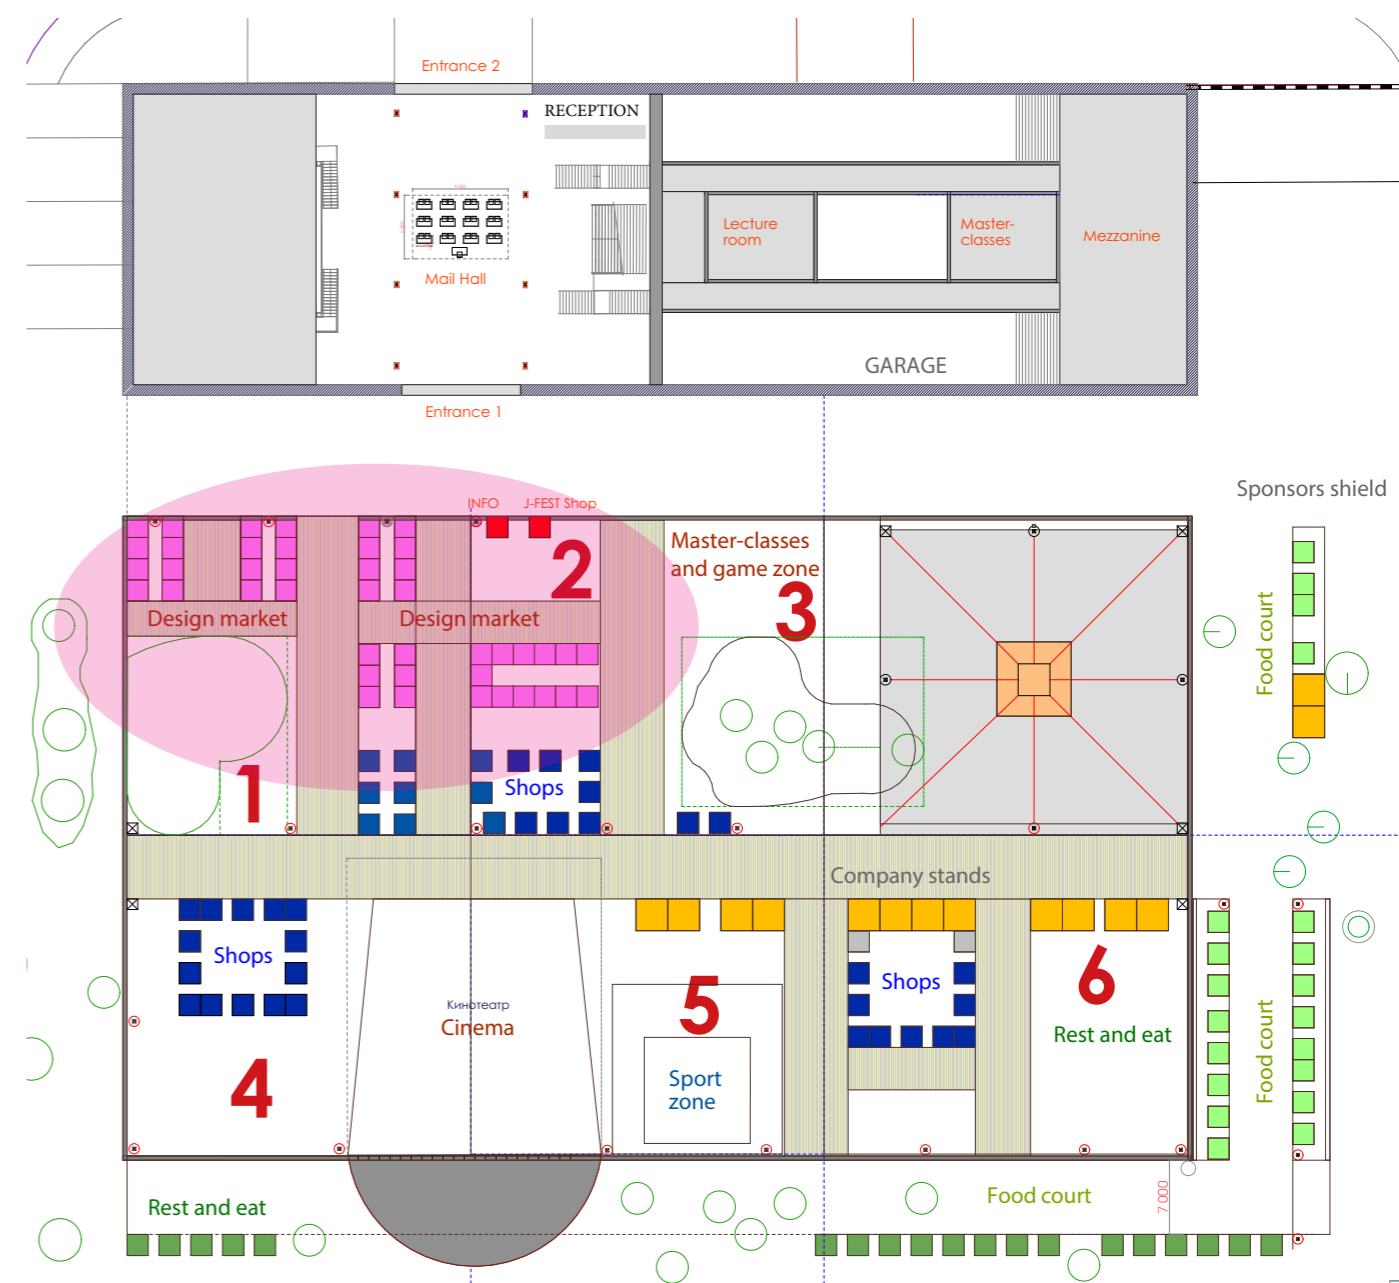 Entrance 2
RECEPTION
Lecture
room
Master-
classes
Mezzanine
Mail Hall
GARAGE
Entrance 1
Sponsors shield
INFO
J-FEST Shop
2
Master-classes
and game zone
3
Design market
Design market
Food court
1
Shops
Company stands
Shops
Кинотеатр
Cinema
5
Shops
6
Rest and eat
Food court
4
Sport
zone
Rest and eat
Food court
7 000